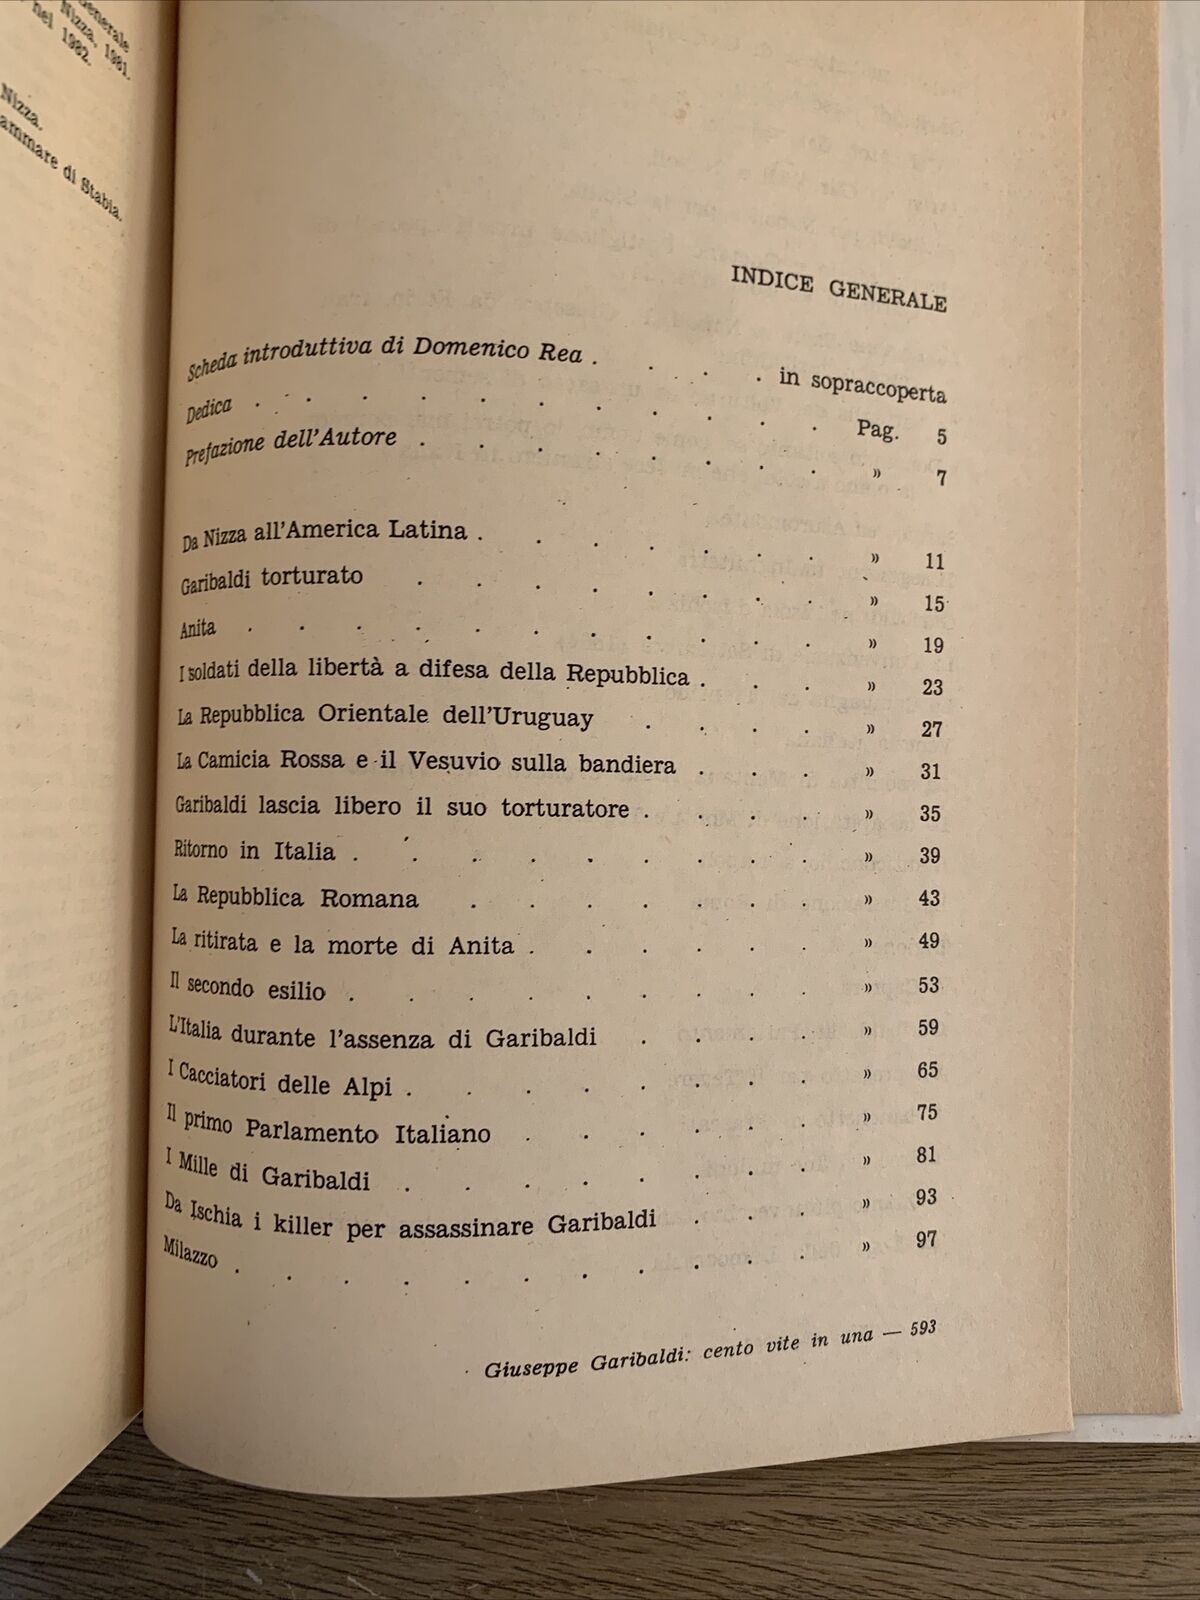 Generale
Nizza, 1981.
nel 1982.
Nizza.
ammare di Stabia.
INDICE GENERALE
Scheda introduttiva di Domenico Rea . . . . . in sopraccoperta
Dedica . . . . . . . . . . Pag. 5
Prefazione dell'Autore . . . . . . . . » 7
Da Nizza all'America Latina . . . . . . . » 11
Garibaldi torturato . . . . . . . » 15
Anita . . . . . . . . . . . » 19
I soldati della libertà a difesa della Repubblica . . . » 23
La Repubblica Orientale dell'Uruguay . . . . » 27
La Camicia Rossa e il Vesuvio sulla bandiera . . . » 31
Garibaldi lascia libero il suo torturatore . . . . » 35
Ritorno in Italia . . . . . . . . . » 39
La Repubblica Romana . . . . . . . » 43
La ritirata e la morte di Anita . . . . . . » 49
Il secondo esilio . . . . . . . . . » 53
L'Italia durante l'assenza di Garibaldi . . . . » 59
I Cacciatori delle Alpi . . . . . . . . » 65
Il primo Parlamento Italiano . . . . . . » 75
I Mille di Garibaldi . . . . . . . . » 81
Da Ischia i killer per assassinare Garibaldi . . . » 93
Milazzo . . . . . . . . . . . » 97
Giuseppe Garibaldi: cento vite in una — 593